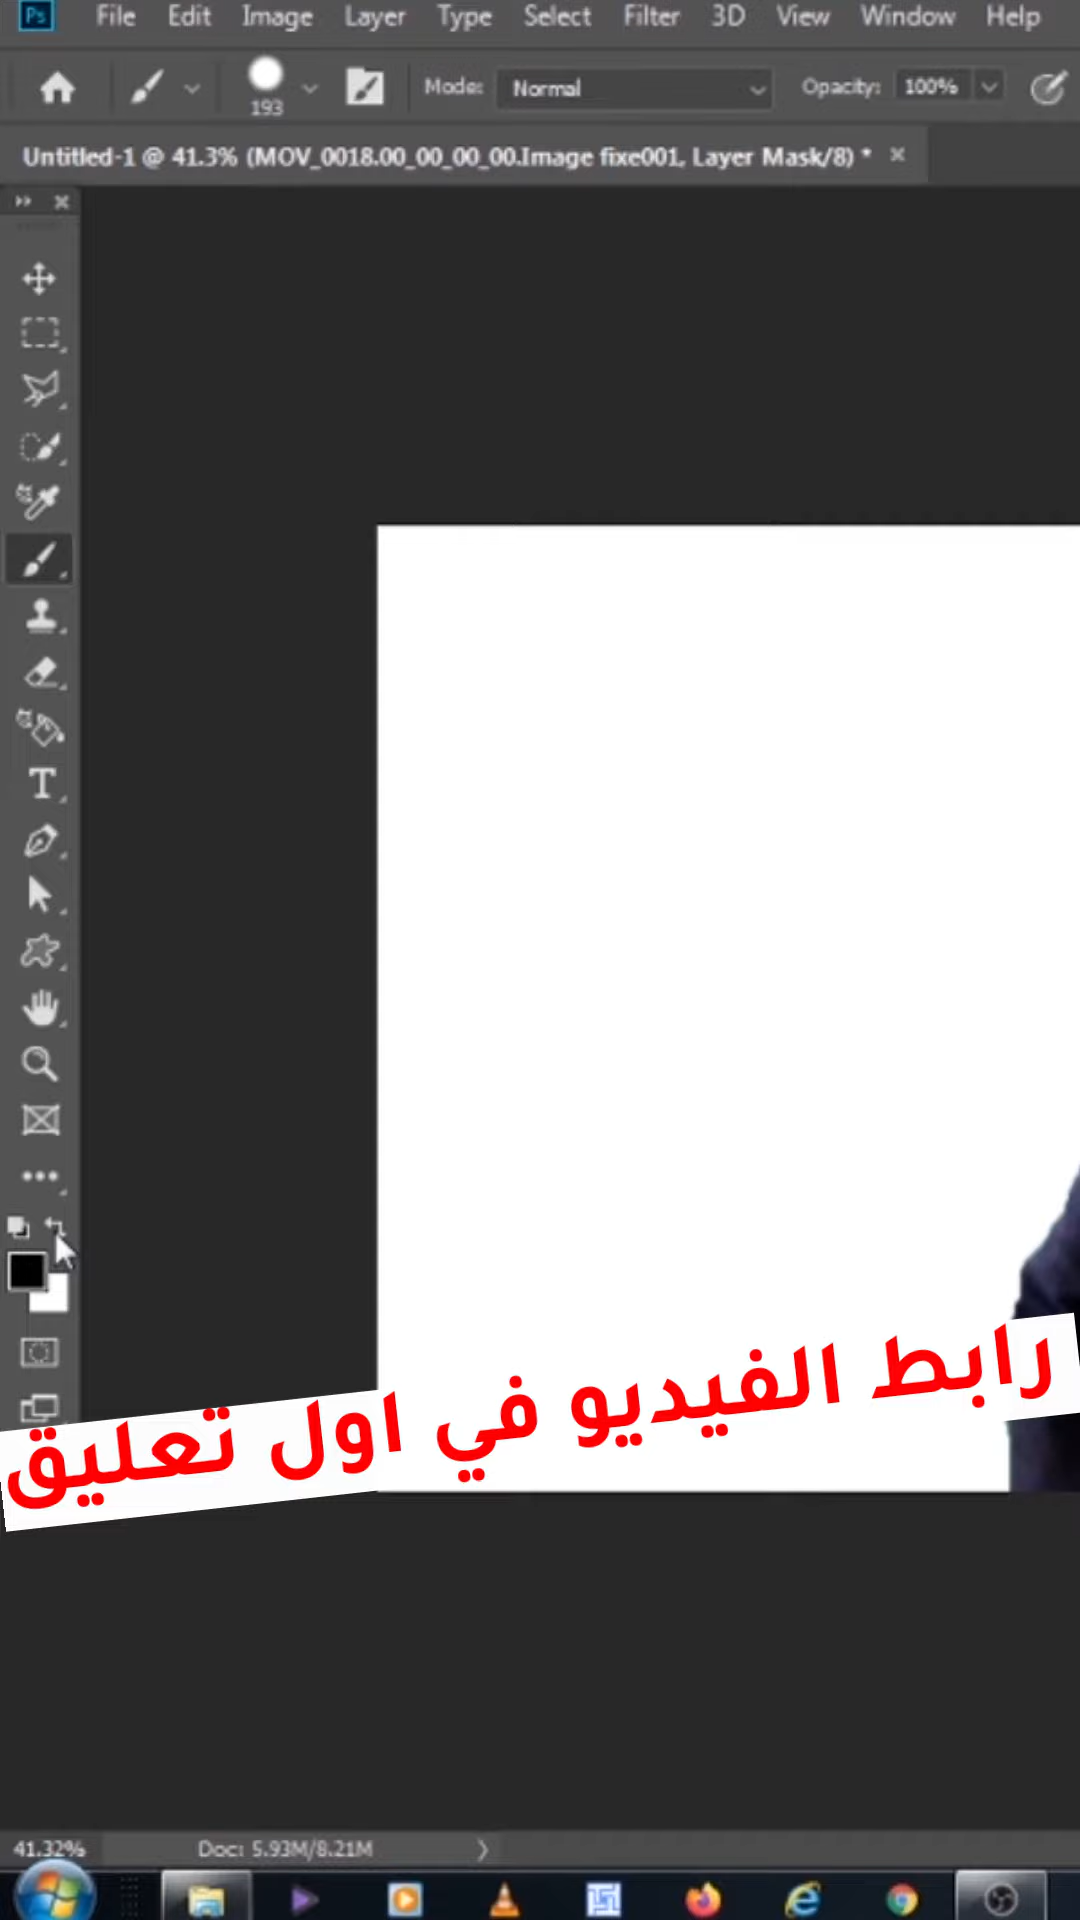 Ps File Edit Image Layer Type Select Filter 3D View Window Help
193 Mode: Normal Opacity: 100%
Untitled-1 @ 41.3% (MOV_0018.00_00_00_00.Image fixe001, Layer Mask/8) *
رابط الفيديو في اول تعليق
41.32% Doc: 5.93M/8.21M